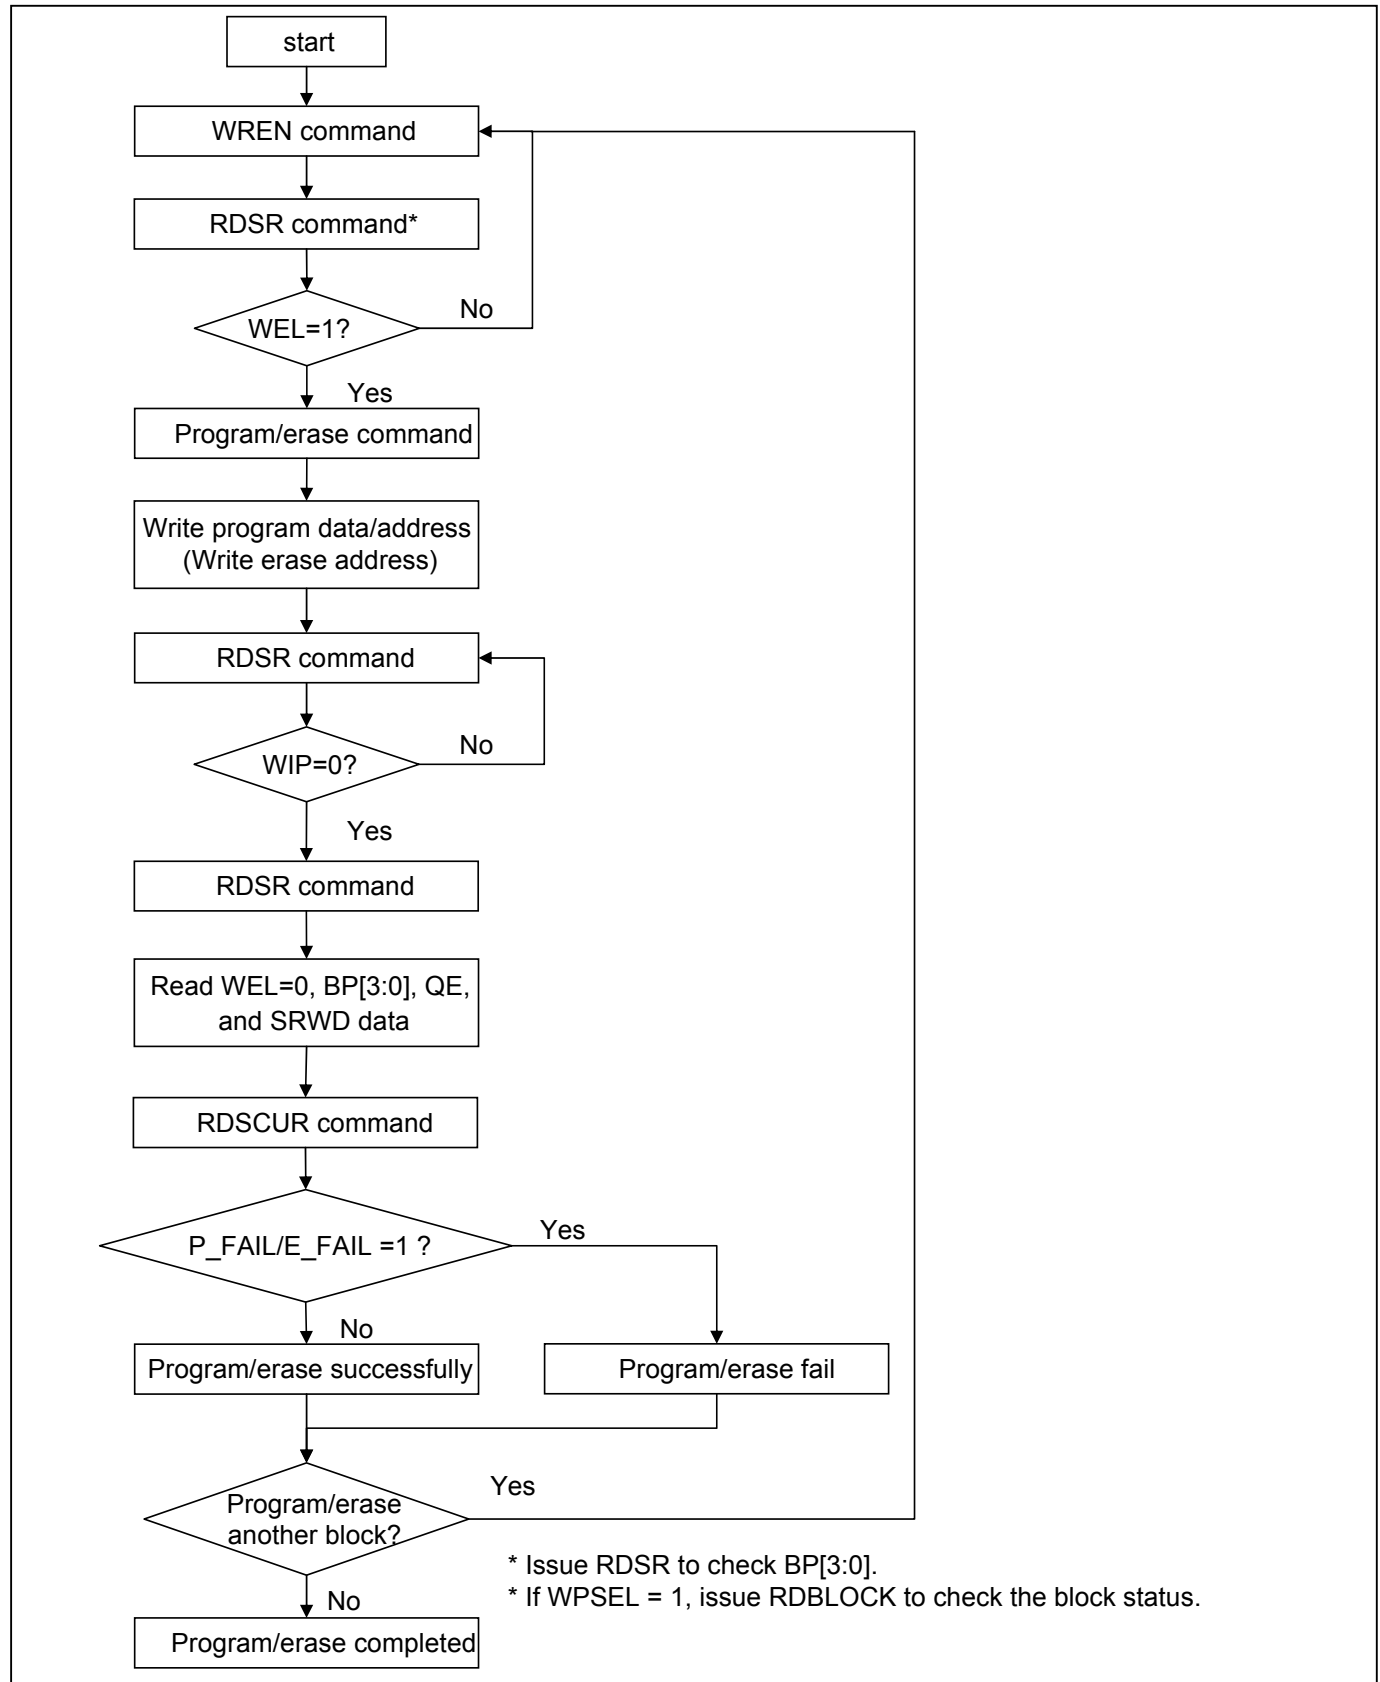 start
WREN command
RDSR command*
WEL=1?
No
Yes
Program/erase command
Write program data/address
(Write erase address)
RDSR command
WIP=0?
No
Yes
RDSR command
Read WEL=0, BP[3:0], QE,
and SRWD data
RDSCUR command
P_FAIL/E_FAIL =1 ?
Yes
No
Program/erase successfully
Program/erase fail
Program/erase
another block?
Yes
* Issue RDSR to check BP[3:0].
* If WPSEL = 1, issue RDBLOCK to check the block status.
No
Program/erase completed